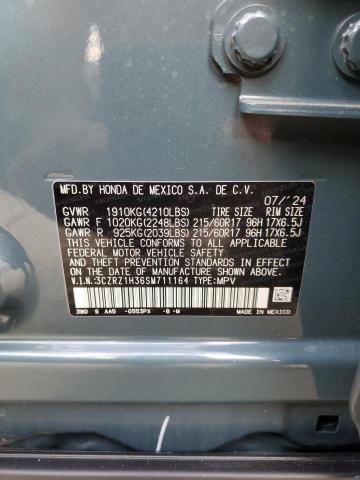 MFD.BY HONDA DE MEXICO S.A. DE C.V. 07/'24
GVWR 1910KG(4210LBS) TIRE SIZE RIM SIZE
GAWR F 1020KG(2248LBS) 215/60R17 96H 17X6.5J
GAWR R 925KG(2039LBS) 215/60R17 96H 17X6.5J
THIS VEHICLE CONFORMS TO ALL APPLICABLE
FEDERAL MOTOR VEHICLE SAFETY STANDARDS
IN EFFECT ON THE DATE OF MANUFACTURE SHOWN ABOVE.
V.I.N.:3CZRZ1H36SM711164 TYPE:MPV
3W0 S AA5 -G553PX -B -M MADE IN MEXICO